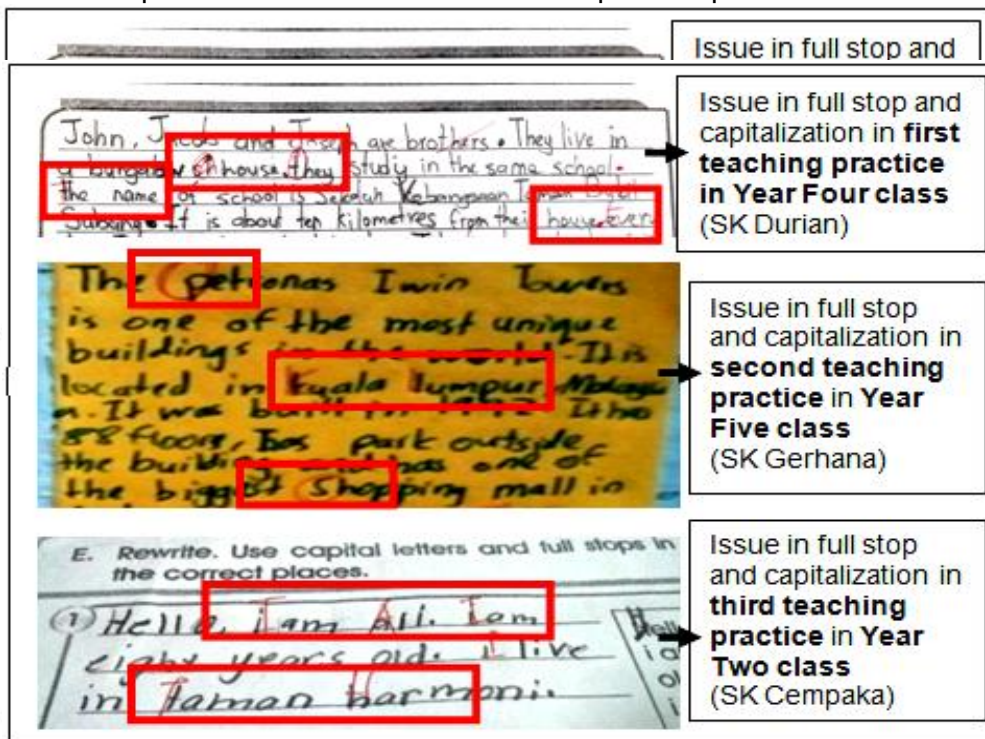 Issue in full stop and
Issue in full stop and
capitalization in first
teaching practice
in Year Four class
(SK Durian)
John, Jacobs and Joseph are brothers. They live in
a bungalow house. they study in the same school.
the name of school is Sekolah Kebangsaan Taman Bukit
Subang. It is about ten kilometres from their house. Every
The petronas Twin Towers
is one of the most unique
buildings in the world. It is
located in kuala lumpur,
It was built in
88 floors, park outside
the building and has one of
the biggest Shopping mall in
Issue in full stop
and capitalization in
second teaching
practice in Year
Five class
(SK Gerhana)
E. Rewrite. Use capital letters and full stops in
the correct places.
1 Hello, I am Ali. I am
eight years old. I live
in Taman Harmoni.
Issue in full stop
and capitalization in
third teaching
practice in Year
Two class
(SK Cempaka)